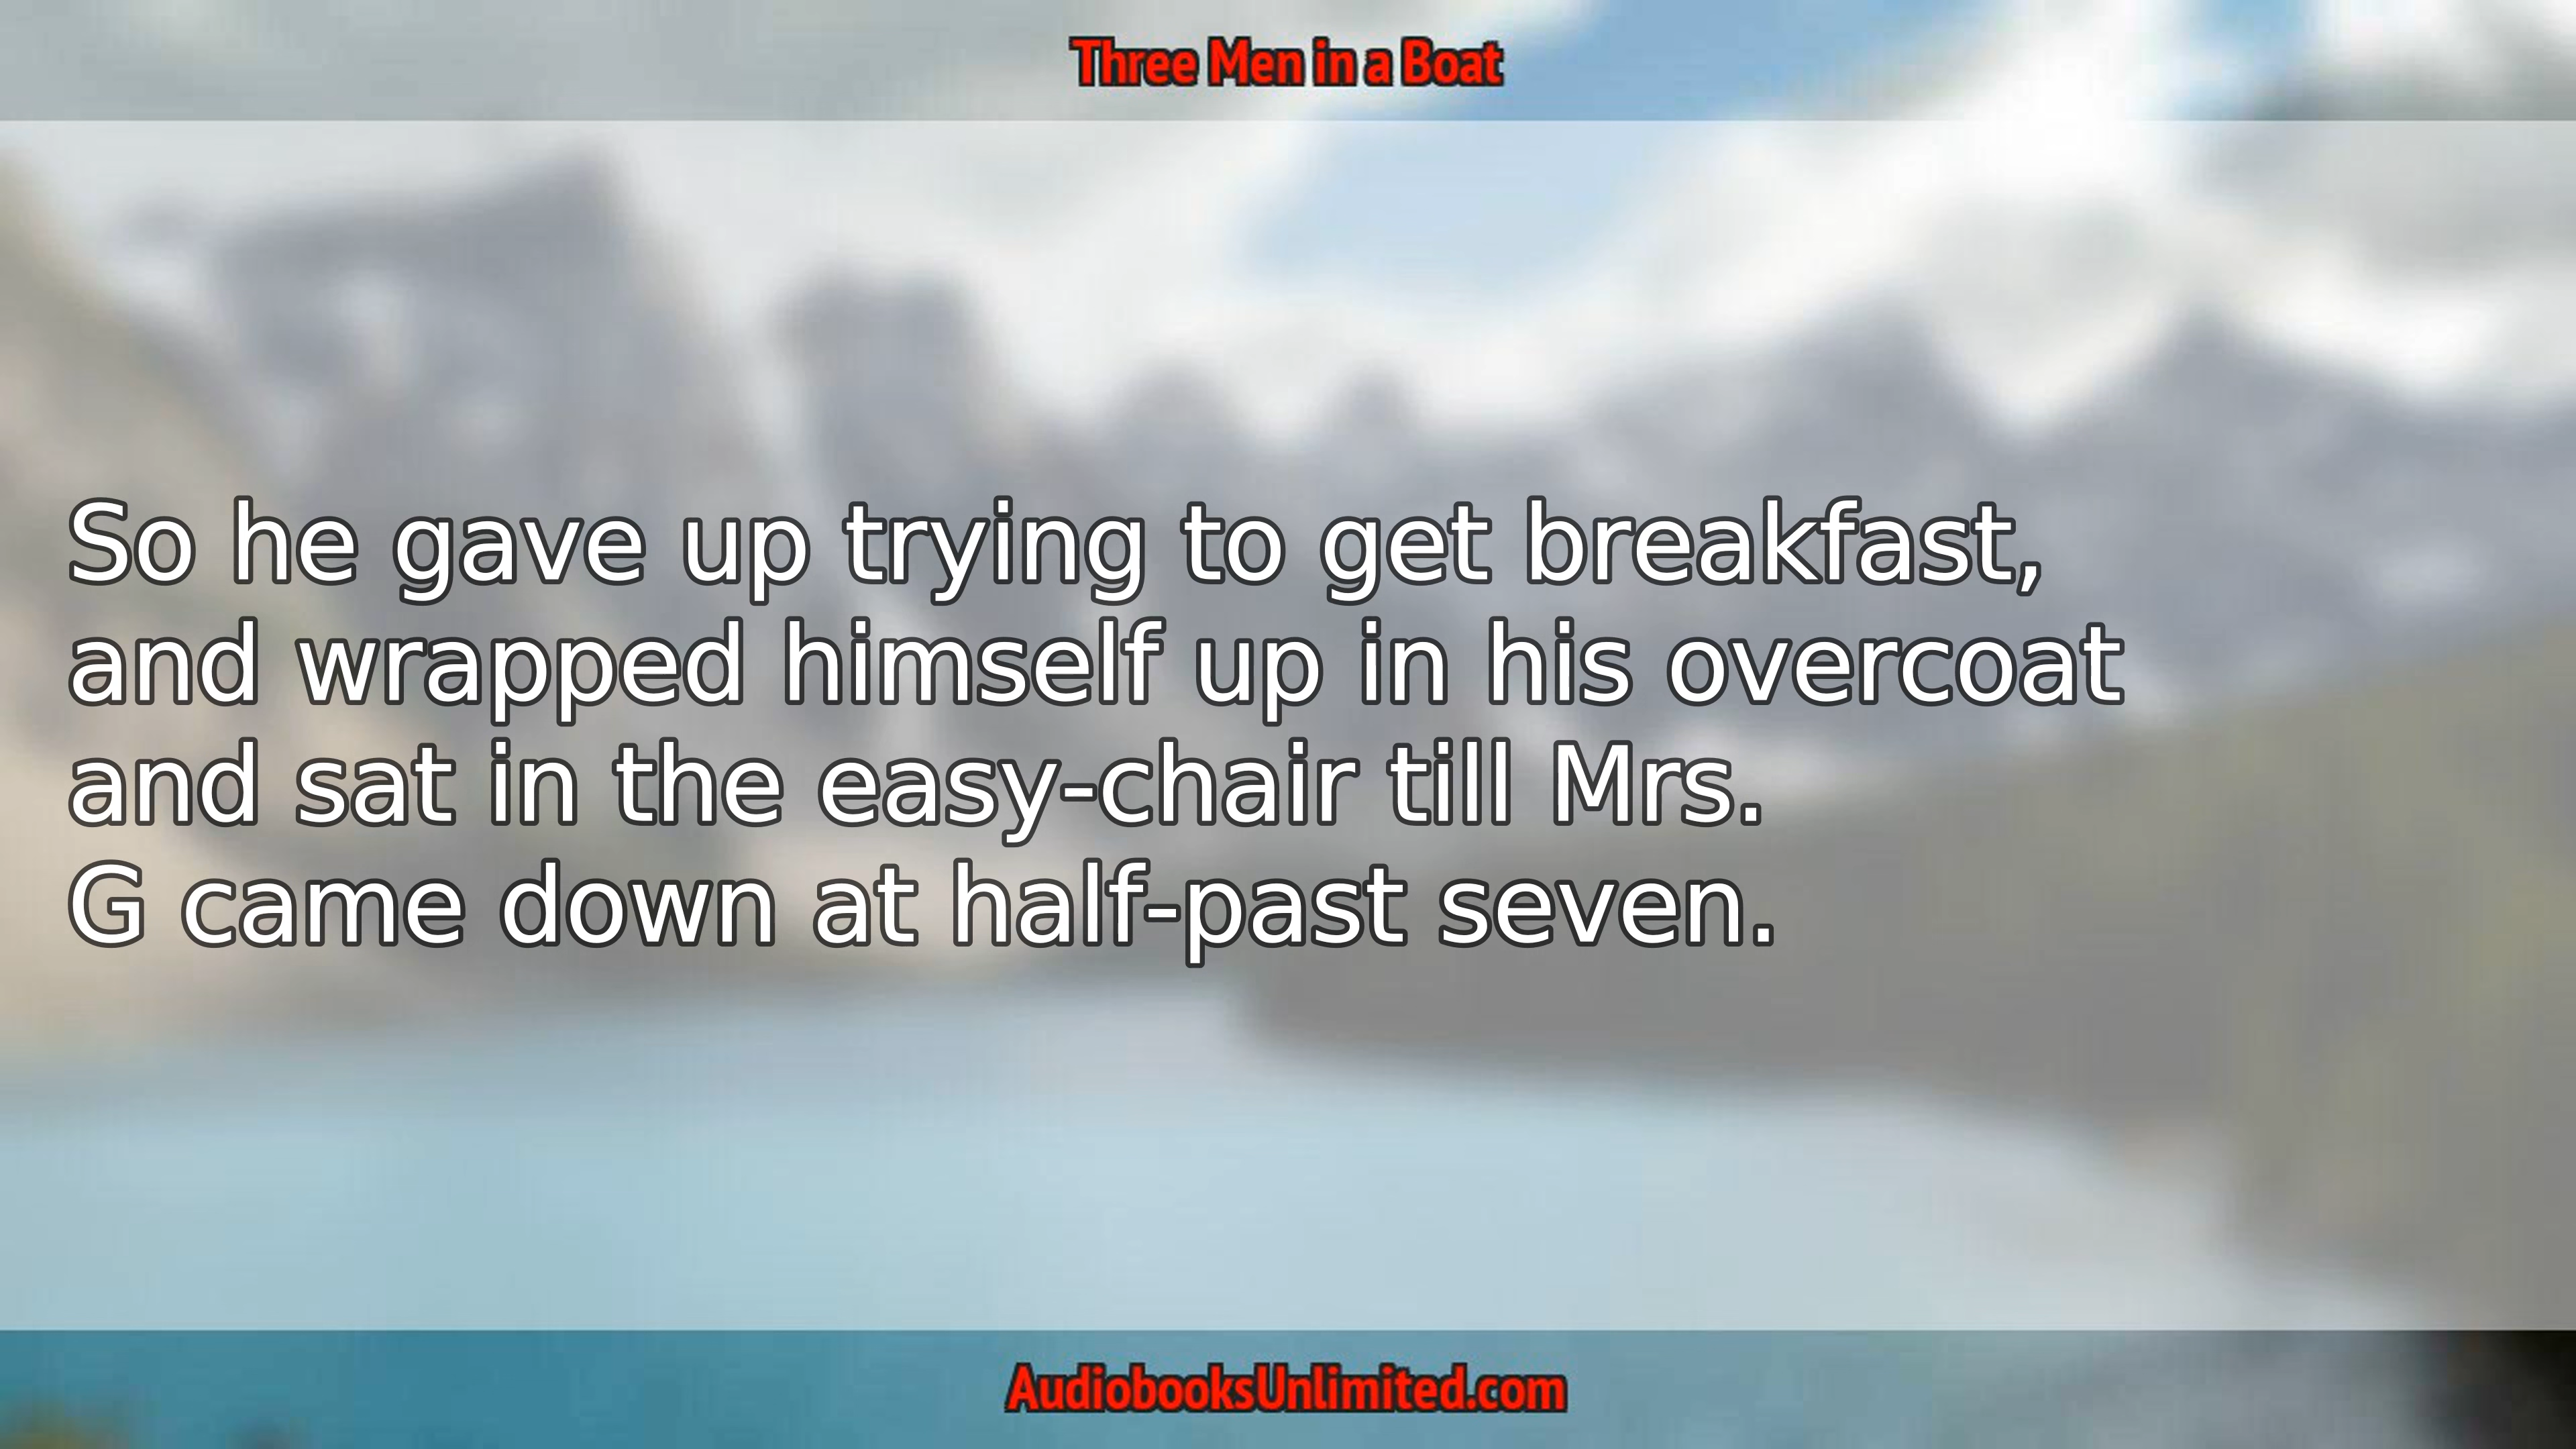 Three Men in a Boat
So he gave up trying to get breakfast,
and wrapped himself up in his overcoat
and sat in the easy-chair till Mrs.
G came down at half-past seven.
AudiobooksUnlimited.com